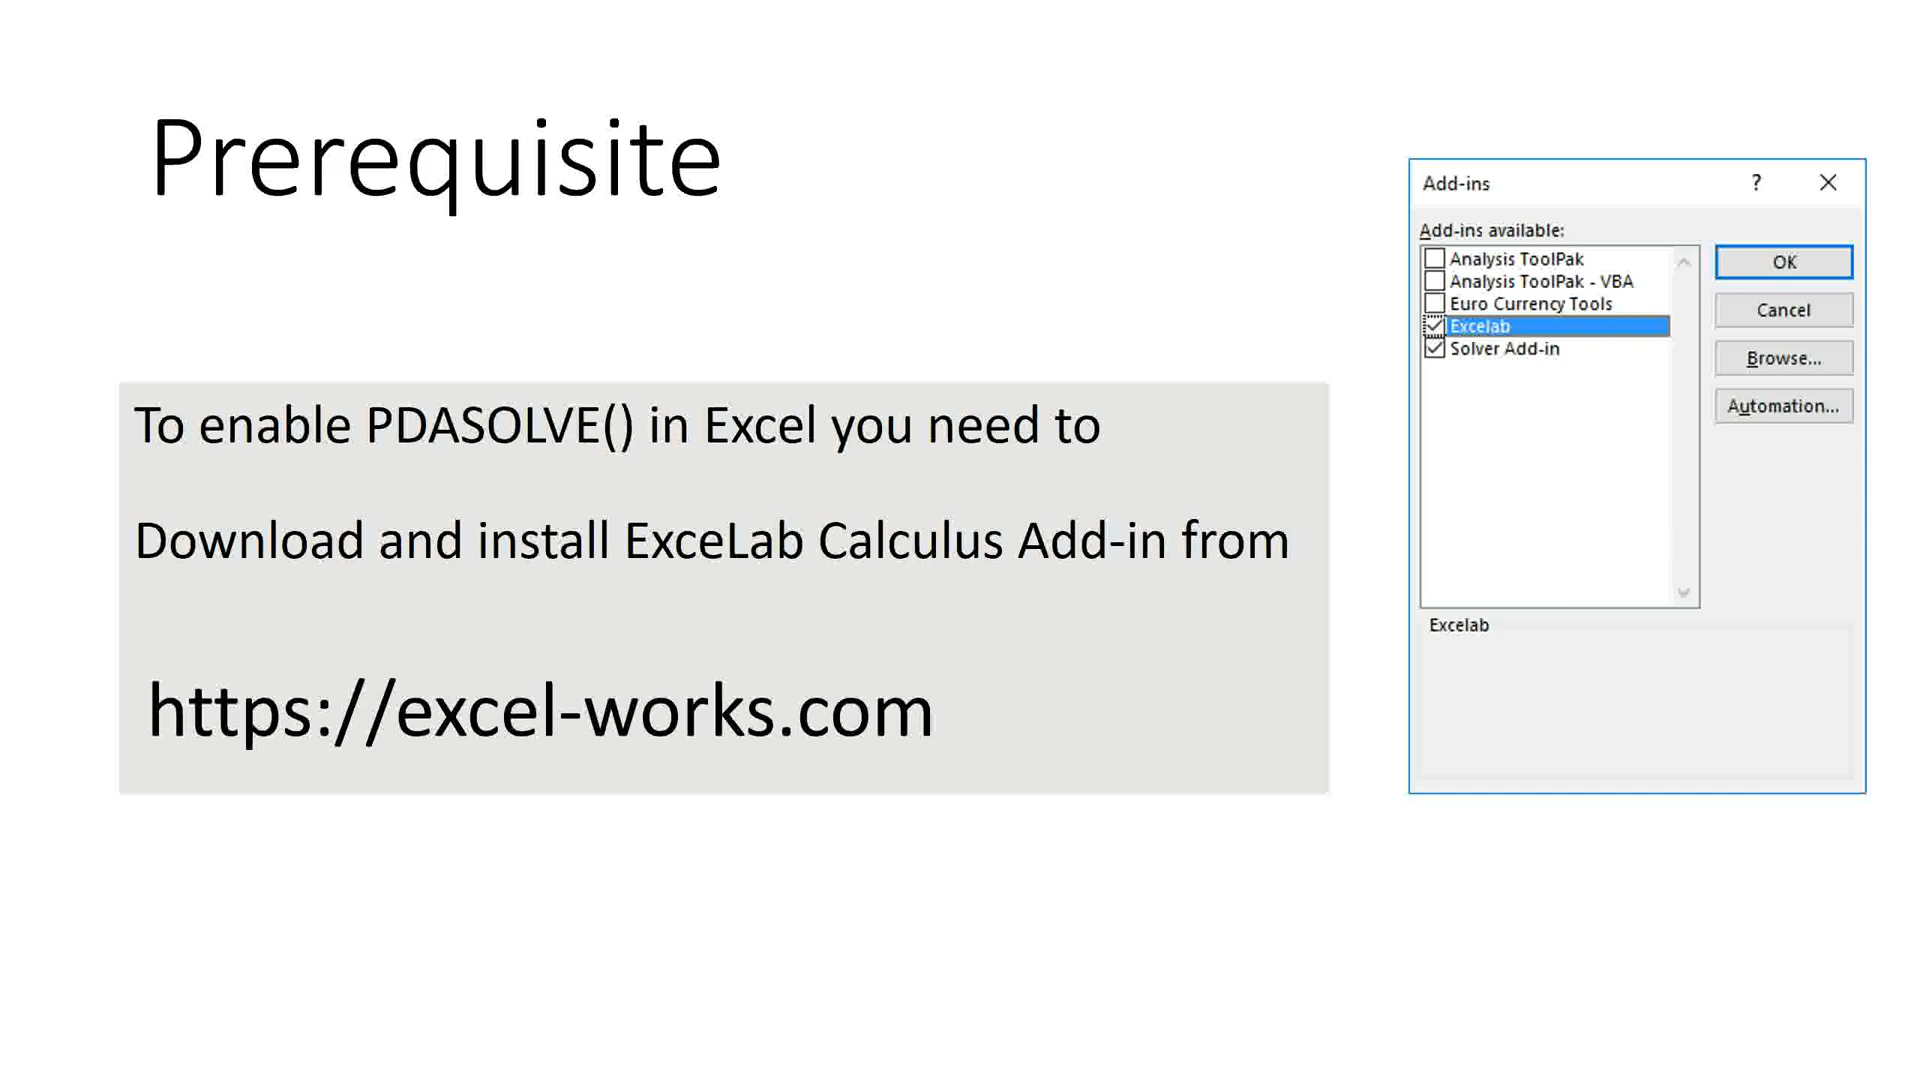 Prerequisite
To enable PDASOLVE() in Excel you need to
Download and install ExceLab Calculus Add-in from
https://excel-works.com
Add-ins
?
Add-ins available:
Analysis ToolPak
Analysis ToolPak - VBA
Euro Currency Tools
Excelab
Solver Add-in
OK
Cancel
Browse...
Automation...
Excelab